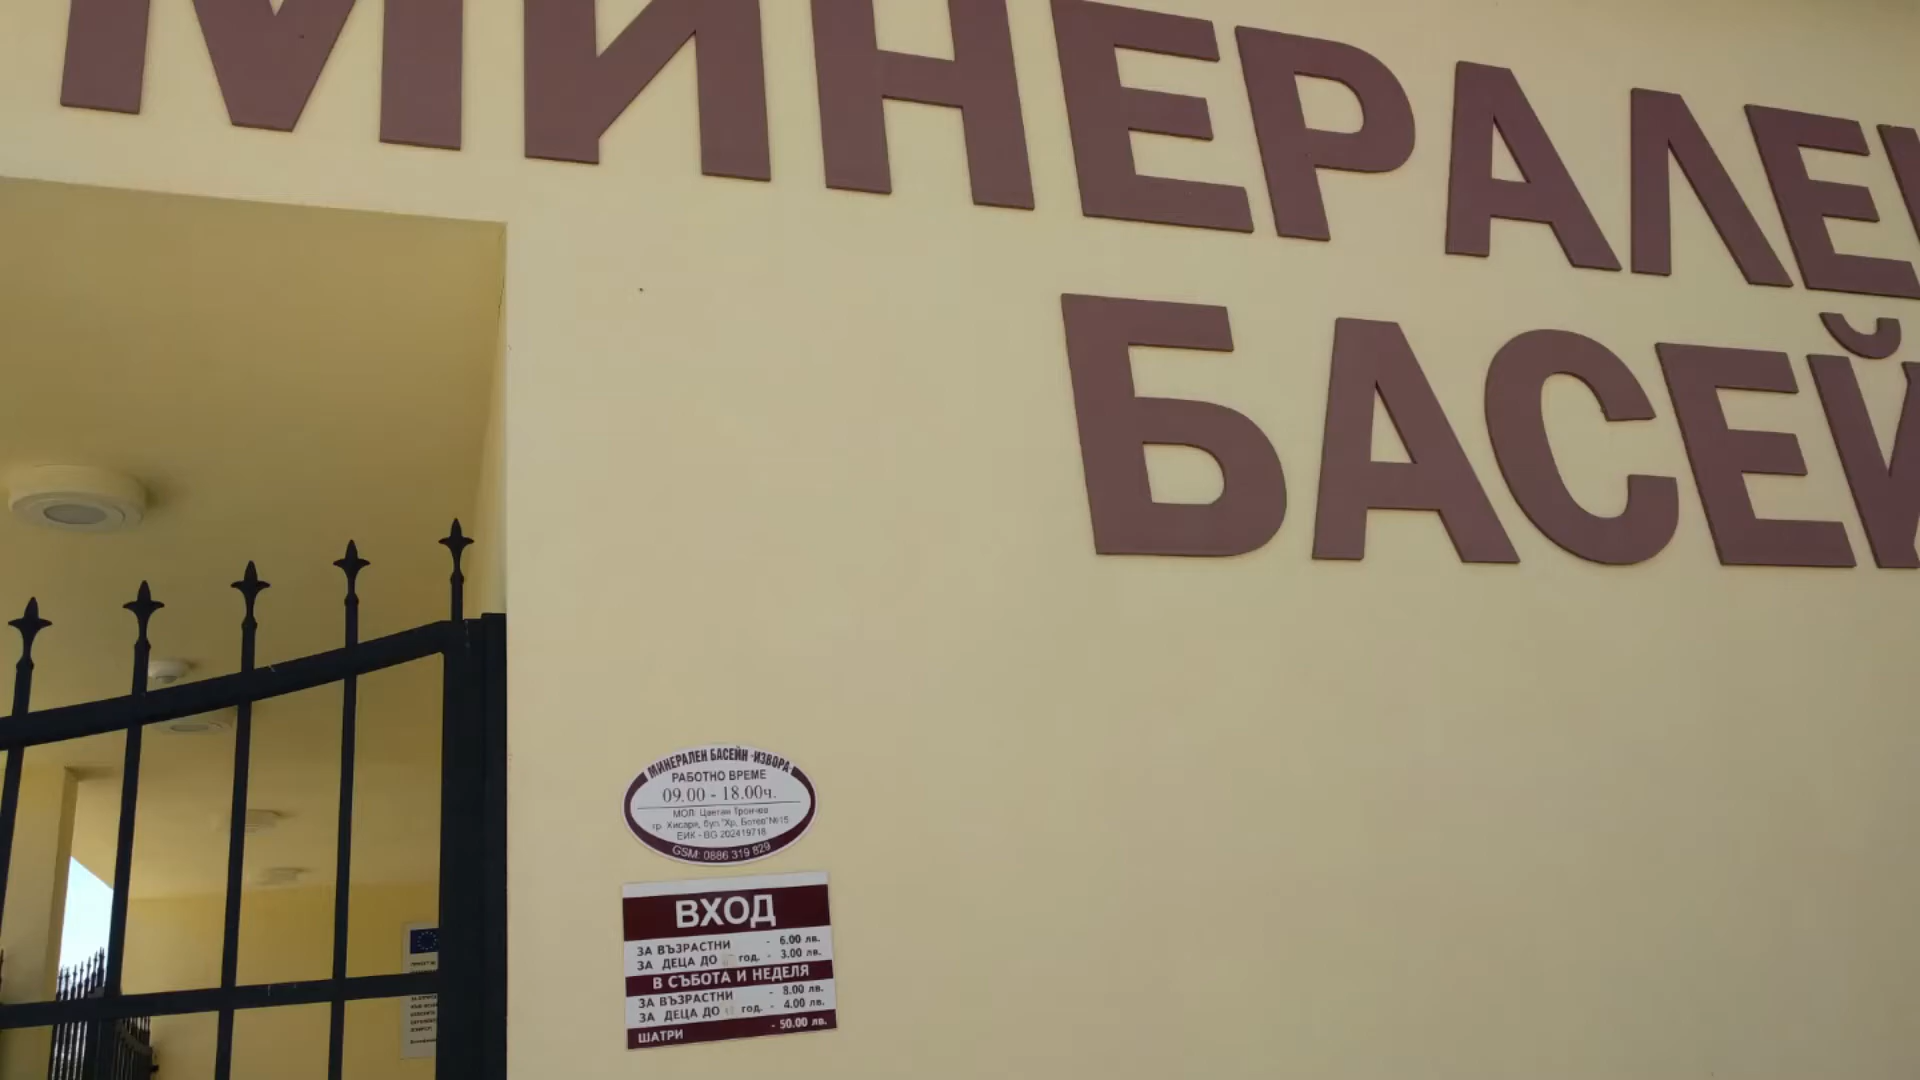 МИНЕРАЛЕН
БАСЕЙ
МИНЕРАЛЕН БАСЕЙН -ИЗВОРА
РАБОТНО ВРЕМЕ
09.00 - 18.00ч.
МОЛ: Цветан Трончев
гр. Хисаря, бул."Хр. Ботев"№15
ЕИК - BG 202419718
GSM: 0886 319 829
ВХОД
ЗА ВЪЗРАСТНИ - 6.00 лв.
ЗА ДЕЦА ДО год. - 3.00 лв.
В СЪБОТА И НЕДЕЛЯ
ЗА ВЪЗРАСТНИ - 8.00 лв.
ЗА ДЕЦА ДО год. - 4.00 лв.
ШАТРИ - 50.00 лв.